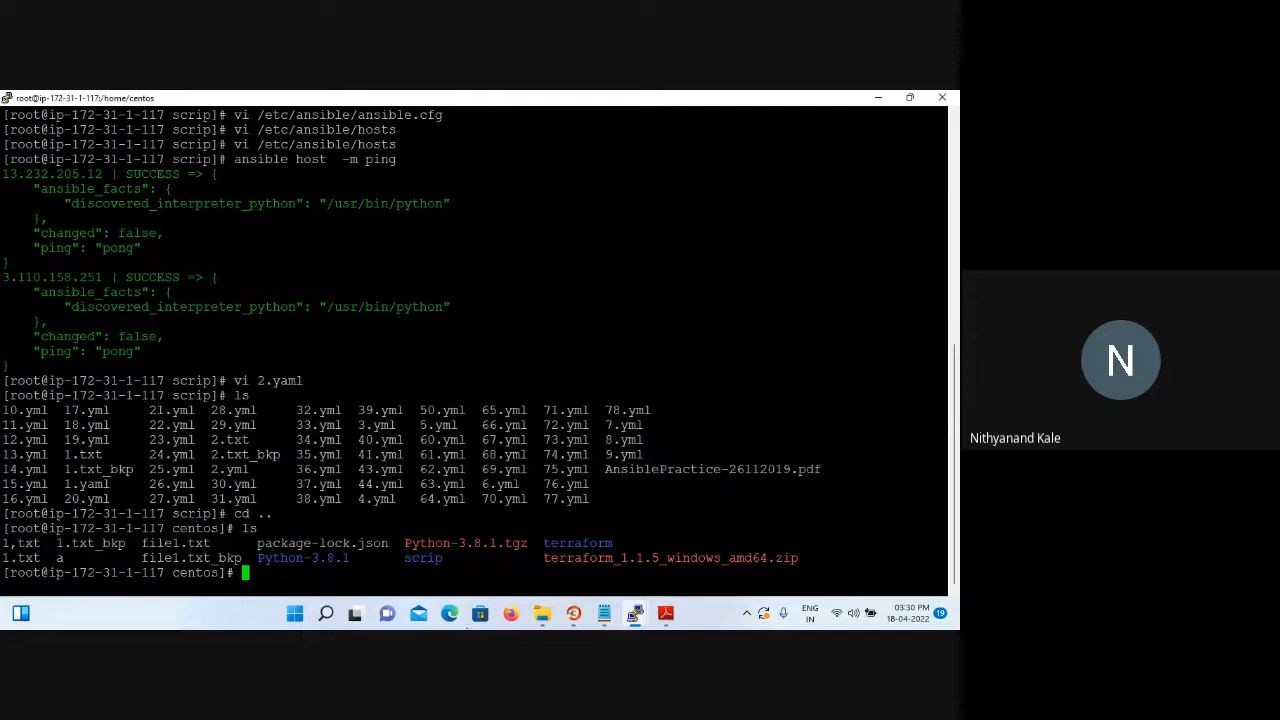 root@ip-172-31-1-117:/home/centos
[root@ip-172-31-1-117 scrip]# vi /etc/ansible/ansible.cfg
[root@ip-172-31-1-117 scrip]# vi /etc/ansible/hosts
[root@ip-172-31-1-117 scrip]# vi /etc/ansible/hosts
[root@ip-172-31-1-117 scrip]# ansible host  -m ping
13.232.205.12 | SUCCESS => {
    "ansible_facts": {
        "discovered_interpreter_python": "/usr/bin/python"
    },
    "changed": false,
    "ping": "pong"
}
3.110.158.251 | SUCCESS => {
    "ansible_facts": {
        "discovered_interpreter_python": "/usr/bin/python"
    },
    "changed": false,
    "ping": "pong"
}
[root@ip-172-31-1-117 scrip]# vi 2.yaml
[root@ip-172-31-1-117 scrip]# ls
10.yml  17.yml      21.yml  28.yml      32.yml  39.yml  50.yml  65.yml  71.yml  78.yml
11.yml  18.yml      22.yml  29.yml      33.yml  3.yml   5.yml   66.yml  72.yml  7.yml
12.yml  19.yml      23.yml  2.txt       34.yml  40.yml  60.yml  67.yml  73.yml  8.yml
13.yml  1.txt       24.yml  2.txt_bkp   35.yml  41.yml  61.yml  68.yml  74.yml  9.yml
14.yml  1.txt_bkp   25.yml  2.yml       36.yml  43.yml  62.yml  69.yml  75.yml  AnsiblePractice-26112019.pdf
15.yml  1.yaml      26.yml  30.yml      37.yml  44.yml  63.yml  6.yml   76.yml
16.yml  20.yml      27.yml  31.yml      38.yml  4.yml   64.yml  70.yml  77.yml
[root@ip-172-31-1-117 scrip]# cd ..
[root@ip-172-31-1-117 centos]# ls
1,txt  1.txt_bkp  file1.txt      package-lock.json  Python-3.8.1.tgz  terraform
1.txt  a          file1.txt_bkp  Python-3.8.1       scrip             terraform_1.1.5_windows_amd64.zip
[root@ip-172-31-1-117 centos]#
N
Nithyanand Kale
ENG
IN
03:30 PM
18-04-2022
19